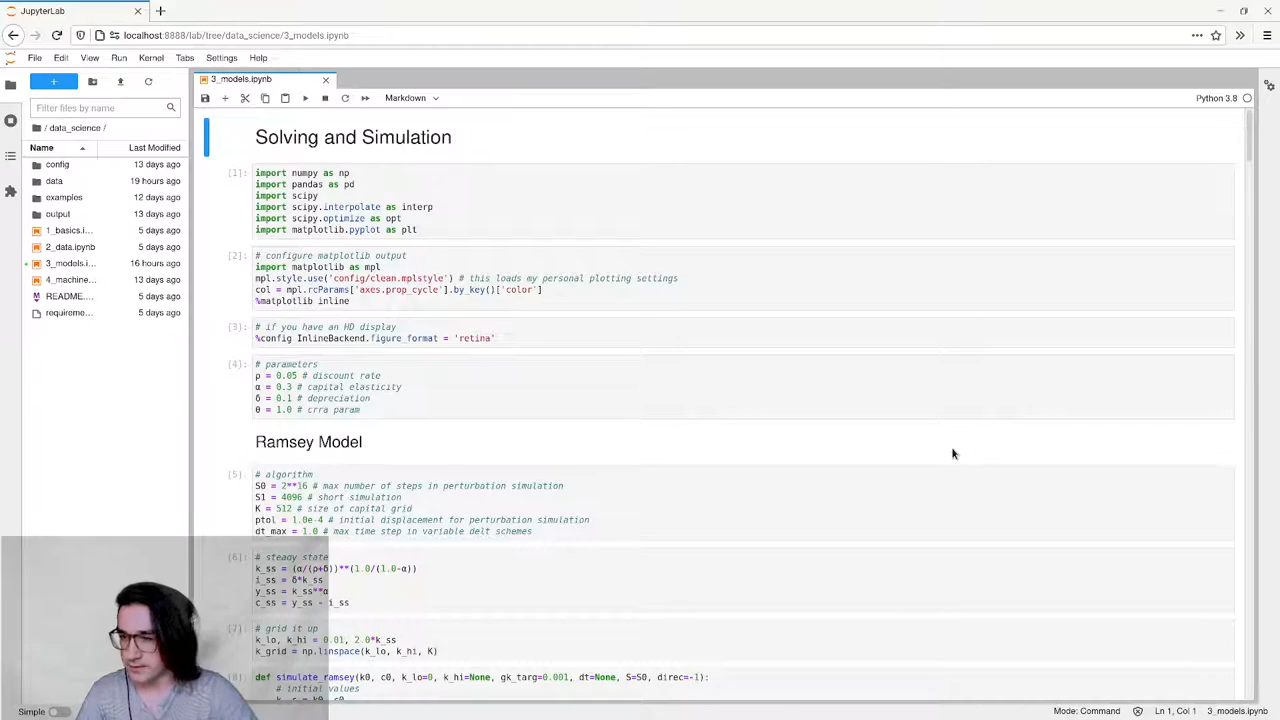 JupyterLab
localhost:8888/lab/tree/data_science/3_models.ipynb
File Edit View Run Kernel Tabs Settings Help
3_models.ipynb
Markdown
Python 3.8
Filter files by name
/ data_science /
Name Last Modified
config 13 days ago
data 19 hours ago
examples 12 days ago
output 13 days ago
1_basics.i... 5 days ago
2_data.ipynb 5 days ago
3_models.i... 16 hours ago
4_machine... 13 days ago
README.... 5 days ago
requireme... 5 days ago
Solving and Simulation
[1]:
import numpy as np
import pandas as pd
import scipy
import scipy.interpolate as interp
import scipy.optimize as opt
import matplotlib.pyplot as plt
[2]:
# configure matplotlib output
import matplotlib as mpl
mpl.style.use('config/clean.mplstyle') # this loads my personal plotting settings
col = mpl.rcParams['axes.prop_cycle'].by_key()['color']
%matplotlib inline
[3]:
# if you have an HD display
%config InlineBackend.figure_format = 'retina'
[4]:
# parameters
ρ = 0.05 # discount rate
α = 0.3 # capital elasticity
δ = 0.1 # depreciation
θ = 1.0 # crra param
Ramsey Model
[5]:
# algorithm
S0 = 2**16 # max number of steps in perturbation simulation
S1 = 4096 # short simulation
K = 512 # size of capital grid
ptol = 1.0e-4 # initial displacement for perturbation simulation
dt_max = 1.0 # max time step in variable delt schemes
[6]:
# steady state
k_ss = (α/(ρ+δ))**(1.0/(1.0-α))
i_ss = δ*k_ss
y_ss = k_ss**α
c_ss = y_ss - i_ss
[7]:
# grid it up
k_lo, k_hi = 0.01, 2.0*k_ss
k_grid = np.linspace(k_lo, k_hi, K)
def simulate_ramsey(k0, c0, k_lo=0, k_hi=None, gk_targ=0.001, dt=None, S=S0, direc=-1):
# initial values
Simple
Mode: Command
Ln 1, Col 1
3_models.ipynb